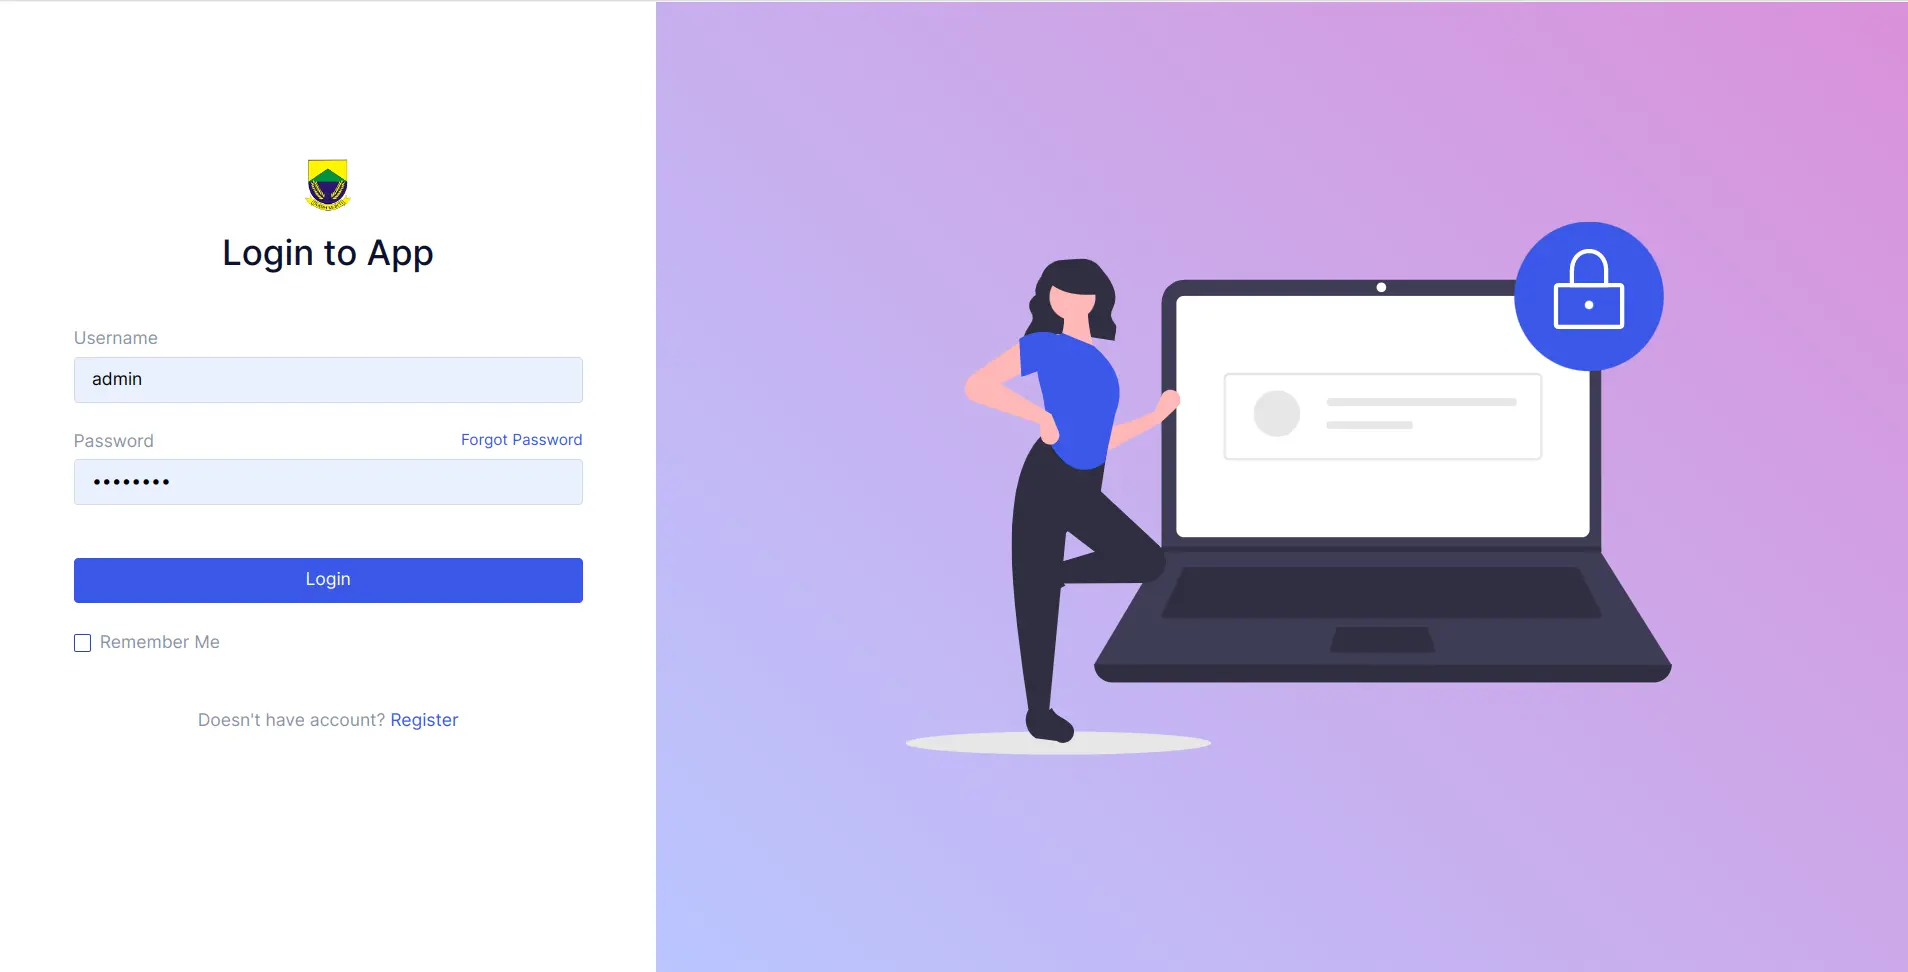 Login to App
Username
admin
Password Forgot Password
••••••••
Login
Remember Me
Doesn't have account? Register